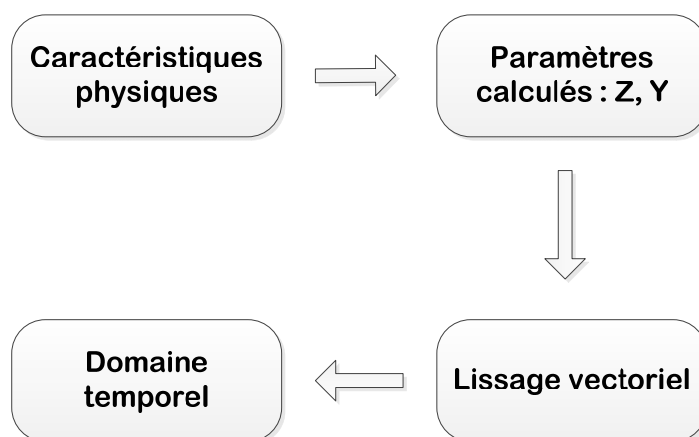 Caractéristiques
physiques
Paramètres
calculés : Z, Y
Lissage vectoriel
Domaine
temporel